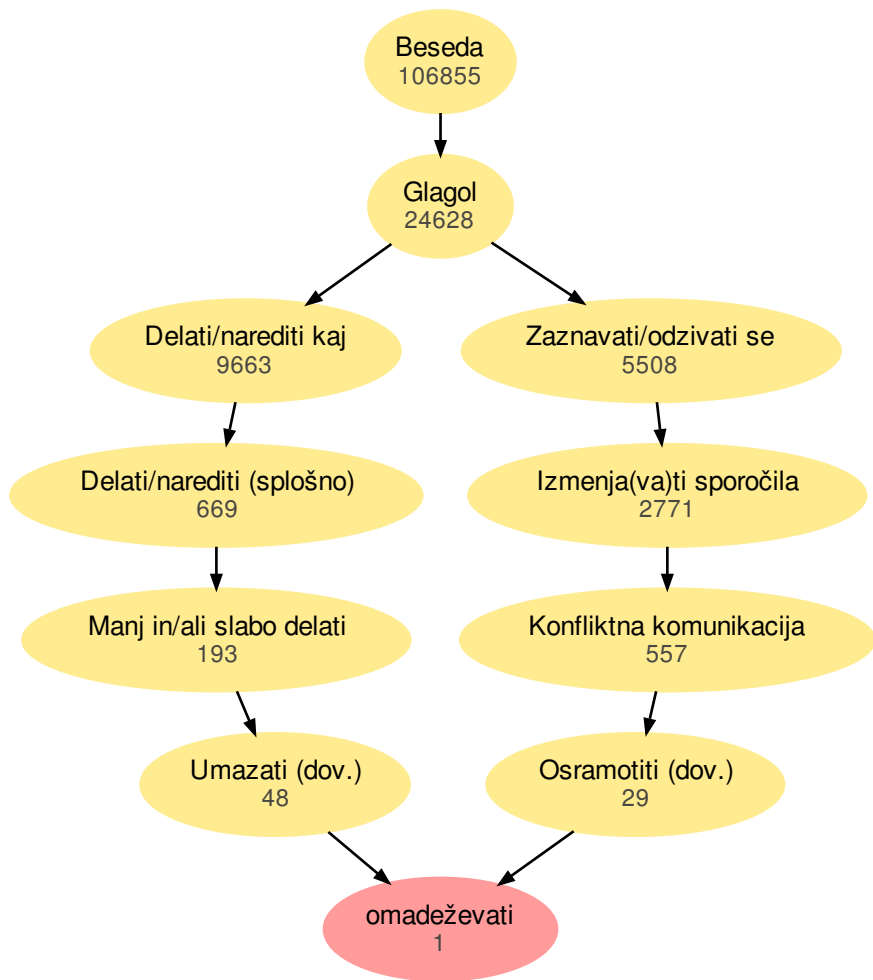 Beseda
106855
Glagol
24628
Delati/narediti kaj
9663
Zaznavati/odzivati se
5508
Delati/narediti (splošno)
669
Izmenja(va)ti sporočila
2771
Manj in/ali slabo delati
193
Konfliktna komunikacija
557
Umazati (dov.)
48
Osramotiti (dov.)
29
omadeževati
1